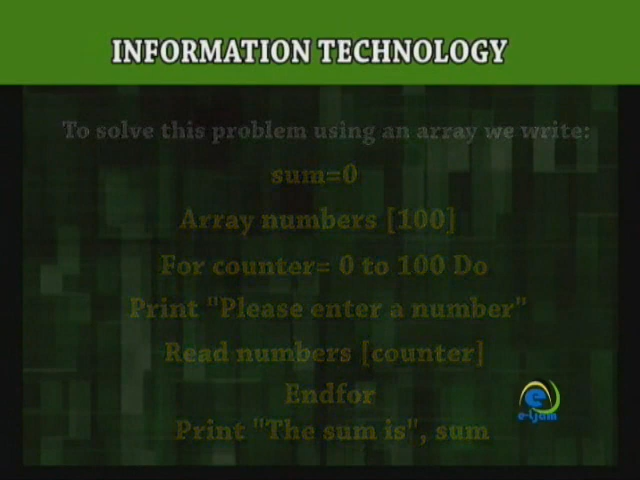 INFORMATION TECHNOLOGY
To solve this problem using an array we write:
sum=0
Array numbers [100]
For counter= 0 to 100 Do
Print "Please enter a number"
Read numbers [counter]
Endfor
Print "The sum is", sum
e-jam